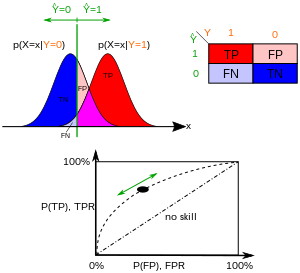 Ŷ=0 Ŷ=1
p(X=x|Y=0) p(X=x|Y=1)
TN
FP
TP
FN
x
Y 1 0
Ŷ
1 TP FP
0 FN TN
100%
P(TP), TPR
no skill
0% P(FP), FPR 100%